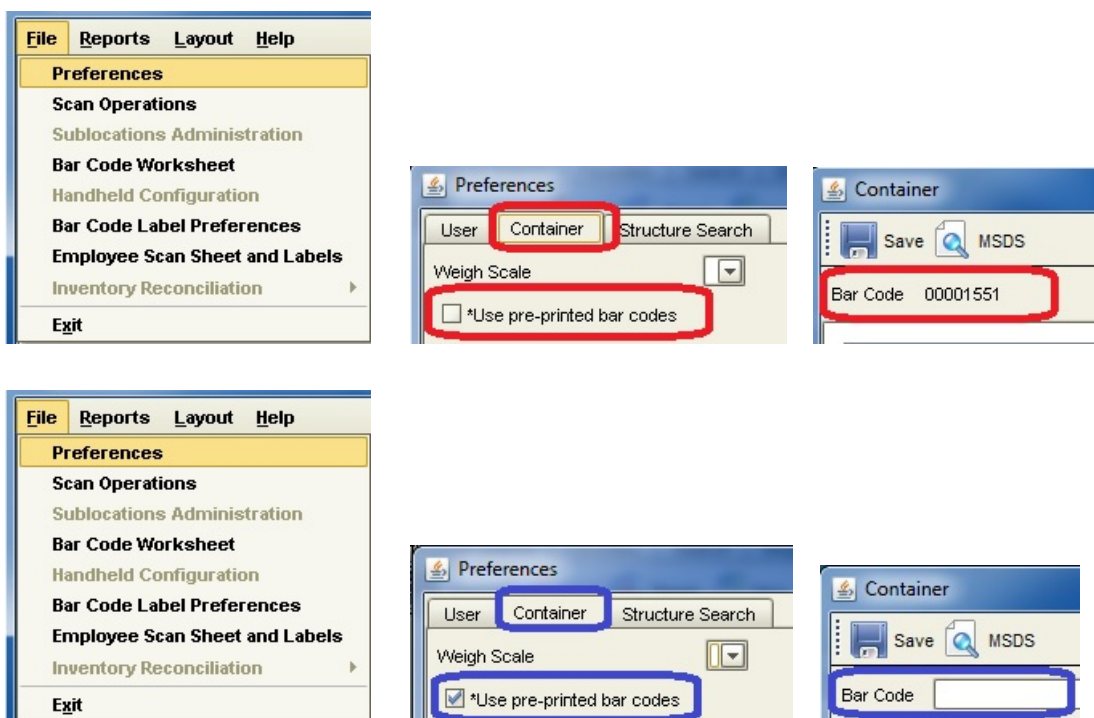 File Reports Layout Help
Preferences
Scan Operations
Sublocations Administration
Bar Code Worksheet
Handheld Configuration
Bar Code Label Preferences
Employee Scan Sheet and Labels
Inventory Reconciliation
Exit
Preferences
User Container Structure Search
Weigh Scale
*Use pre-printed bar codes
Container
Save MSDS
Bar Code 00001551
File Reports Layout Help
Preferences
Scan Operations
Sublocations Administration
Bar Code Worksheet
Handheld Configuration
Bar Code Label Preferences
Employee Scan Sheet and Labels
Inventory Reconciliation
Exit
Preferences
User Container Structure Search
Weigh Scale
*Use pre-printed bar codes
Container
Save MSDS
Bar Code